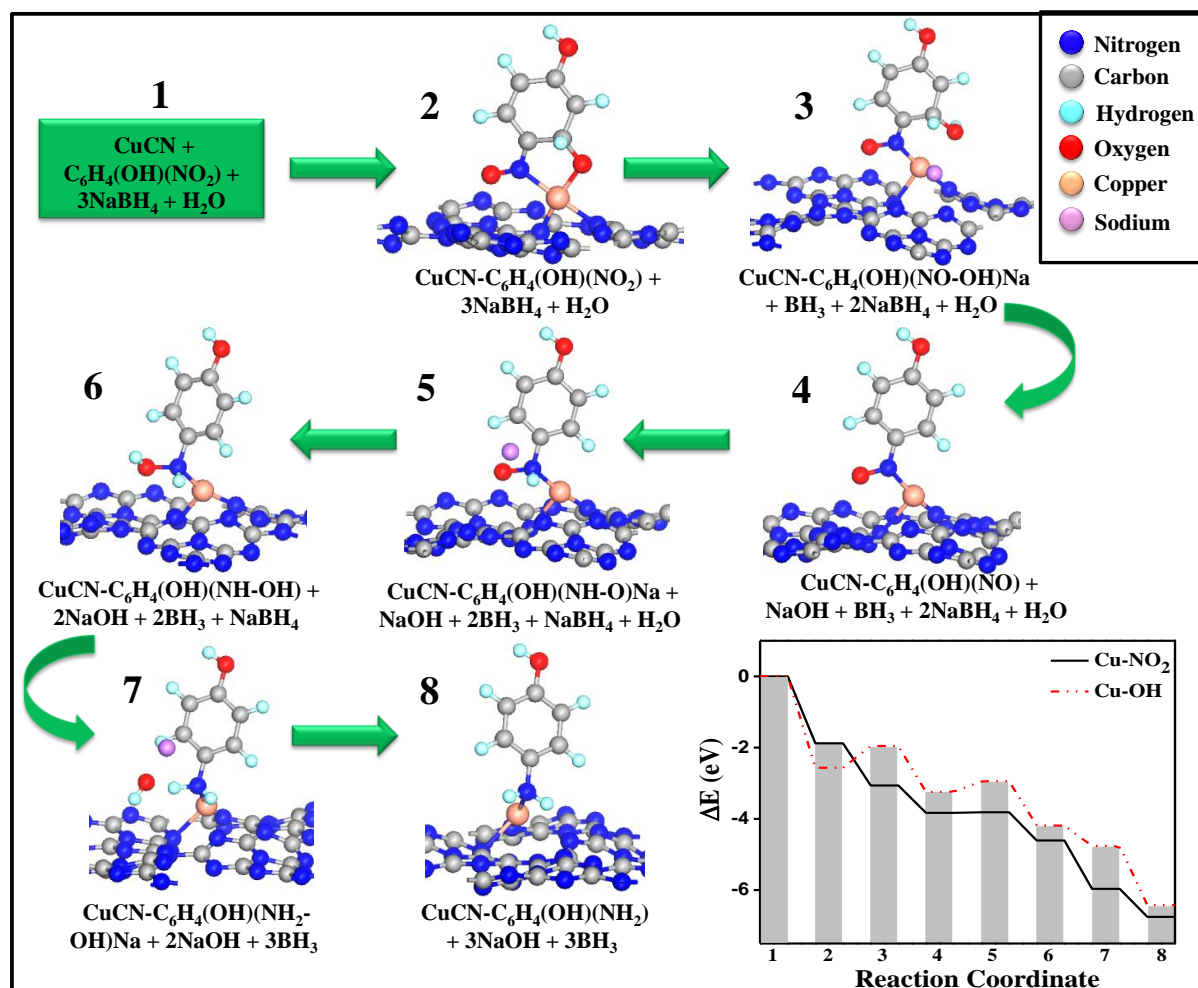 1
CuCN +
C₆H₄(OH)(NO₂) +
3NaBH₄ + H₂O
2
CuCN-C₆H₄(OH)(NO₂) +
3NaBH₄ + H₂O
3
CuCN-C₆H₄(OH)(NO-OH)Na
+ BH₃ + 2NaBH₄ + H₂O
Nitrogen
Carbon
Hydrogen
Oxygen
Copper
Sodium
4
CuCN-C₆H₄(OH)(NO) +
NaOH + BH₃ + 2NaBH₄ + H₂O
5
CuCN-C₆H₄(OH)(NH-O)Na +
NaOH + 2BH₃ + NaBH₄ + H₂O
6
CuCN-C₆H₄(OH)(NH-OH) +
2NaOH + 2BH₃ + NaBH₄
7
CuCN-C₆H₄(OH)(NH₂-
OH)Na + 2NaOH + 3BH₃
8
CuCN-C₆H₄(OH)(NH₂)
+ 3NaOH + 3BH₃
Cu-NO₂
Cu-OH
ΔE (eV)
0
-2
-4
-6
1 2 3 4 5 6 7 8
Reaction Coordinate